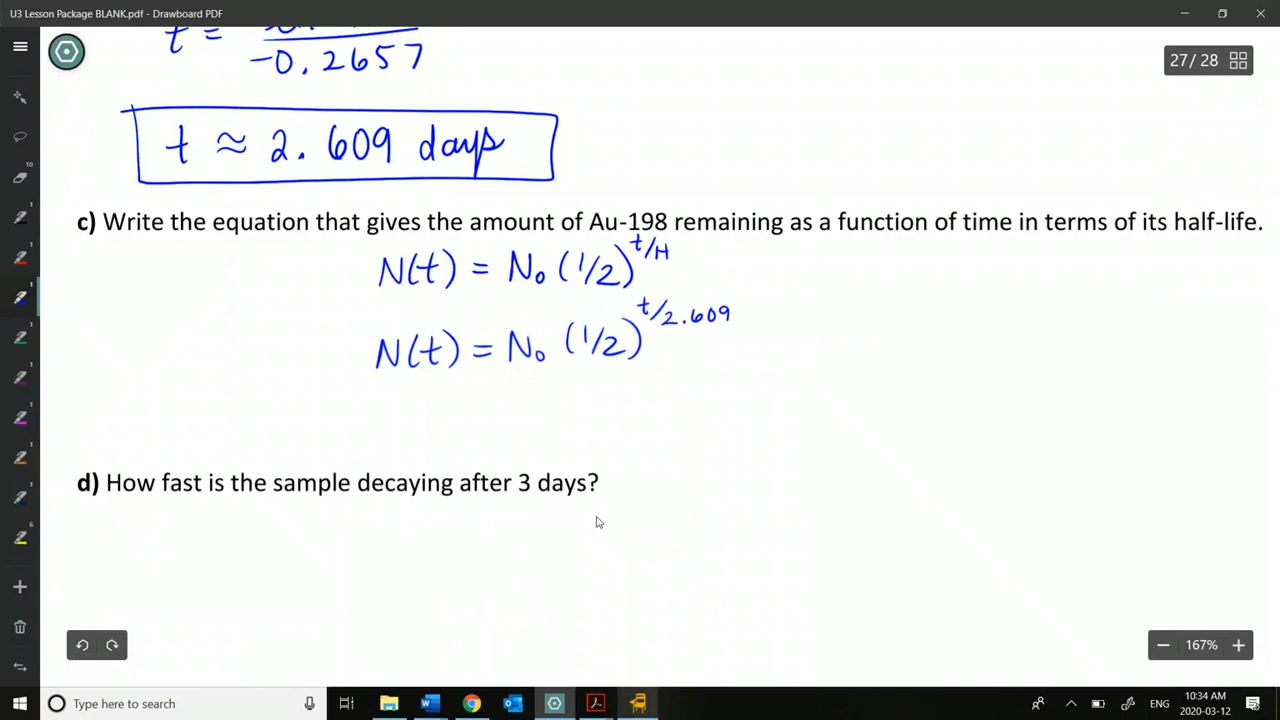 U3 Lesson Package BLANK.pdf - Drawboard PDF
27 / 28
t =
-0.2657
t ≈ 2.609 days
c) Write the equation that gives the amount of Au-198 remaining as a function of time in terms of its half-life.
N(t) = N₀ (1/2)^t/H
N(t) = N₀ (1/2)^t/2.609
d) How fast is the sample decaying after 3 days?
167%
Type here to search
ENG
10:34 AM
2020-03-12